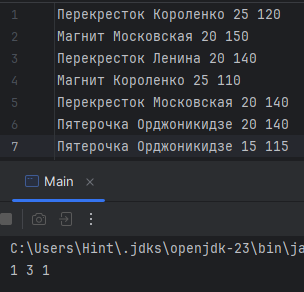 1 Перекресток Короленко 25 120
2 Магнит Московская 20 150
3 Перекресток Ленина 20 140
4 Магнит Короленко 25 110
5 Перекресток Московская 20 140
6 Пятерочка Орджоникидзе 20 140
7 Пятерочка Орджоникидзе 15 115
Main ×
C:\Users\Hint\.jdks\openjdk-23\bin\ja
1 3 1